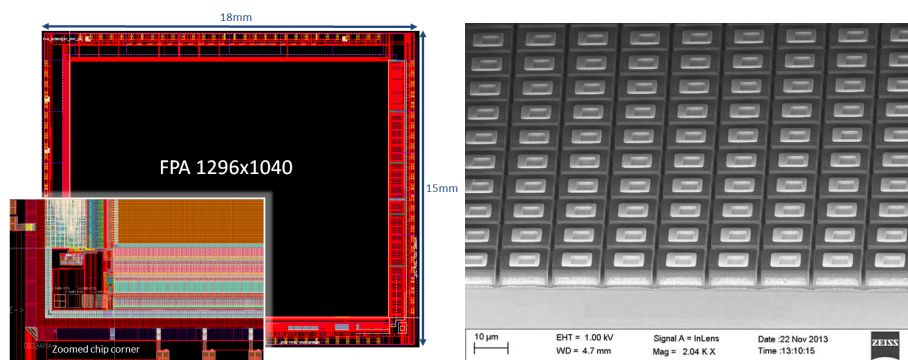 18mm
FPA 1296x1040
15mm
Zoomed chip corner
10 µm
EHT = 1.00 kV
Signal A = InLens
Date :22 Nov 2013
WD = 4.7 mm
Mag = 2.04 K X
Time :13:10:15
ZEISS